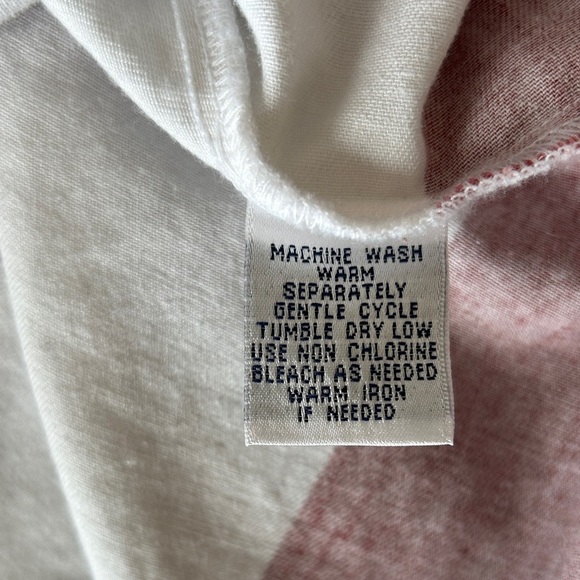 MACHINE WASH
WARM
SEPARATELY
GENTLE CYCLE
TUMBLE DRY LOW
USE NON CHLORINE
BLEACH AS NEEDED
WARM IRON
IF NEEDED